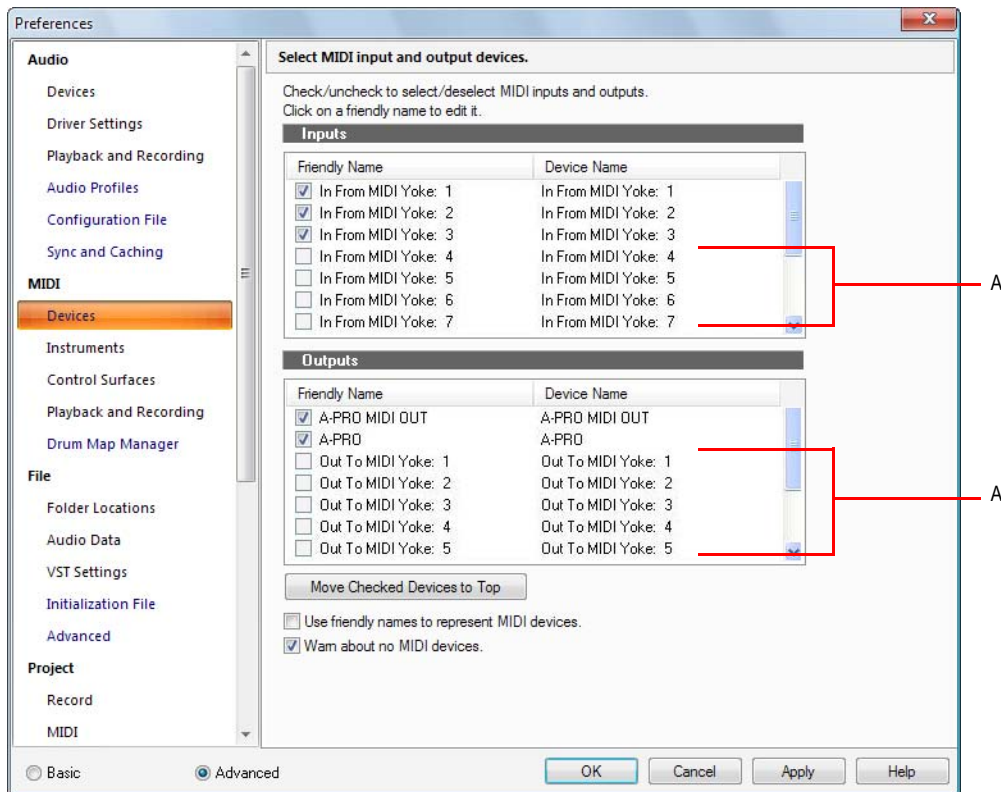 Preferences
Audio
Devices
Driver Settings
Playback and Recording
Audio Profiles
Configuration File
Sync and Caching
MIDI
Devices
Instruments
Control Surfaces
Playback and Recording
Drum Map Manager
File
Folder Locations
Audio Data
VST Settings
Initialization File
Advanced
Project
Record
MIDI
Basic
Advanced
Select MIDI input and output devices.
Check/uncheck to select/deselect MIDI inputs and outputs.
Click on a friendly name to edit it.
Inputs
Friendly Name Device Name
In From MIDI Yoke: 1 In From MIDI Yoke: 1
In From MIDI Yoke: 2 In From MIDI Yoke: 2
In From MIDI Yoke: 3 In From MIDI Yoke: 3
In From MIDI Yoke: 4 In From MIDI Yoke: 4
In From MIDI Yoke: 5 In From MIDI Yoke: 5
In From MIDI Yoke: 6 In From MIDI Yoke: 6
In From MIDI Yoke: 7 In From MIDI Yoke: 7
A
Outputs
Friendly Name Device Name
A-PRO MIDI OUT A-PRO MIDI OUT
A-PRO A-PRO
Out To MIDI Yoke: 1 Out To MIDI Yoke: 1
Out To MIDI Yoke: 2 Out To MIDI Yoke: 2
Out To MIDI Yoke: 3 Out To MIDI Yoke: 3
Out To MIDI Yoke: 4 Out To MIDI Yoke: 4
Out To MIDI Yoke: 5 Out To MIDI Yoke: 5
A
Move Checked Devices to Top
Use friendly names to represent MIDI devices.
Warn about no MIDI devices.
OK Cancel Apply Help